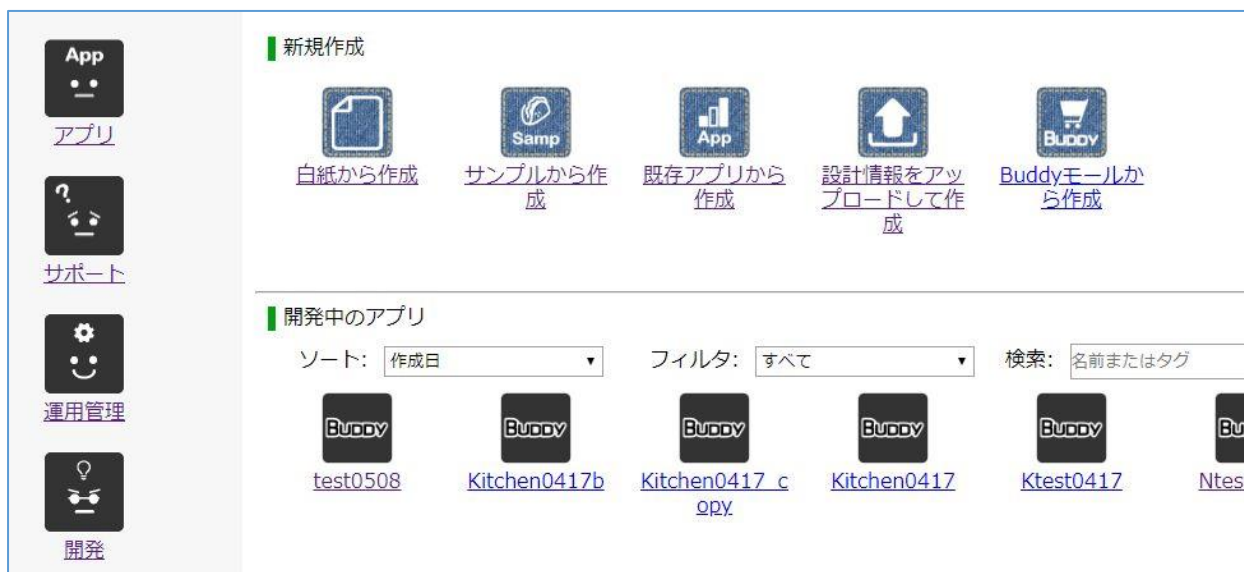 App
アプリ
?
サポート
運用管理
開発
新規作成
Samp
App
BUDDY
白紙から作成
サンプルから作
成
既存アプリから
作成
設計情報をアッ
プロードして作
成
Buddyモールか
ら作成
開発中のアプリ
ソート: 作成日 フィルタ: すべて 検索: 名前またはタグ
BUDDY BUDDY BUDDY BUDDY BUDDY BU
test0508
Kitchen0417b
Kitchen0417_c
opy
Kitchen0417
Ktest0417
Ntes